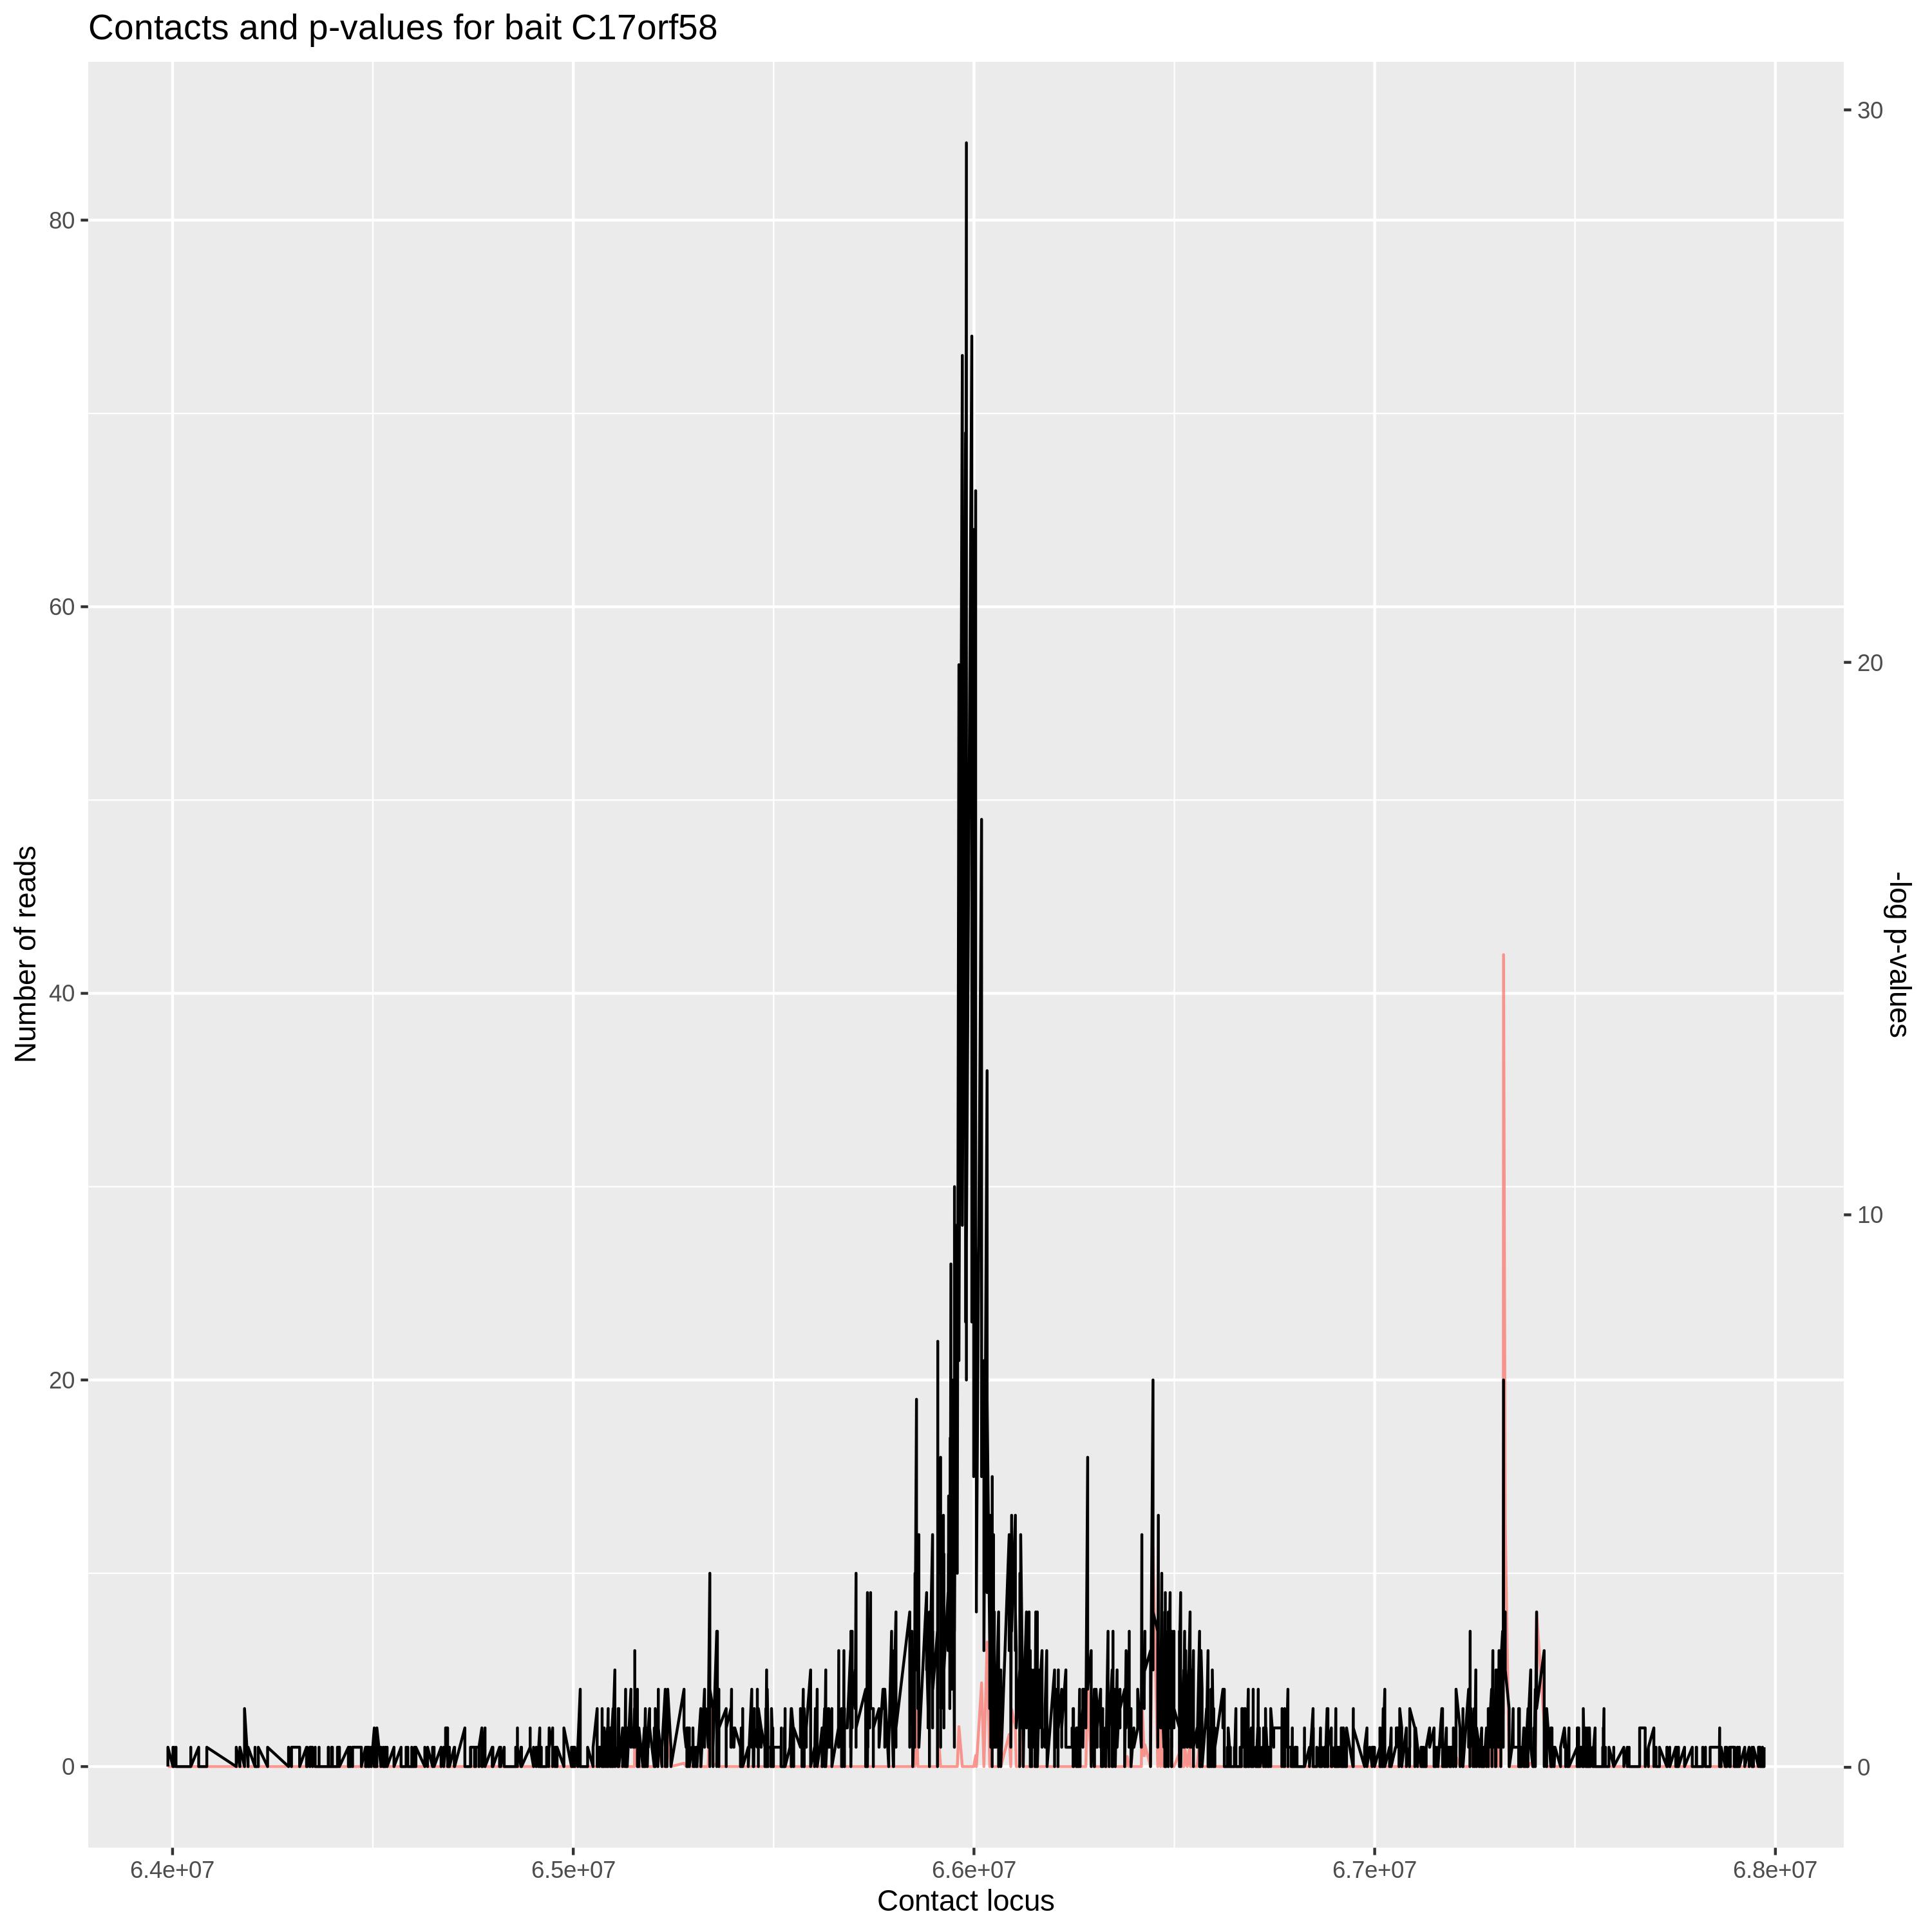 Contacts and p-values for bait C17orf58
30
80
20
60
Number of reads
-log p-values
40
10
20
0
0
6.4e+07
6.5e+07
6.6e+07
6.7e+07
6.8e+07
Contact locus